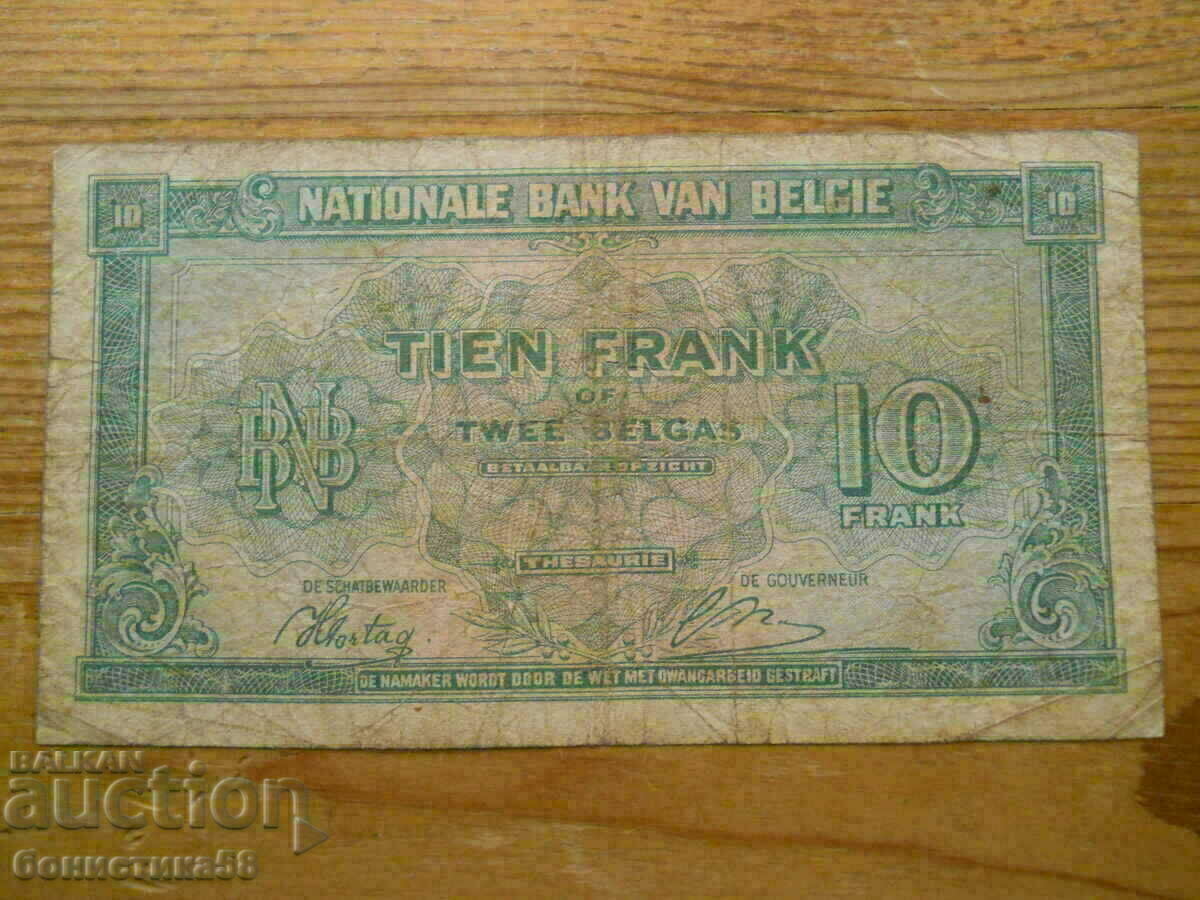 10 NATIONALE BANK VAN BELGIE 10
TIEN FRANK
OF
TWEE BELGAS
BETAALBAAR OP ZICHT
BNB
10
FRANK
THESAURIE
DE SCHATBEWAARDER
DE GOUVERNEUR
DE NAMAKER WORDT DOOR DE WET MET DWANGARBEID GESTRAFT
BALKAN
auction
бонистика58